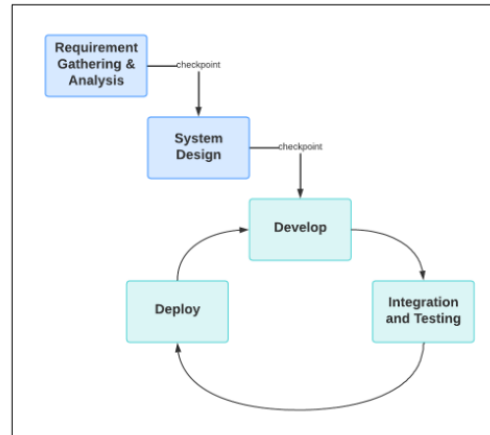 Requirement
Gathering &
Analysis
checkpoint
System
Design
checkpoint
Develop
Deploy
Integration
and Testing